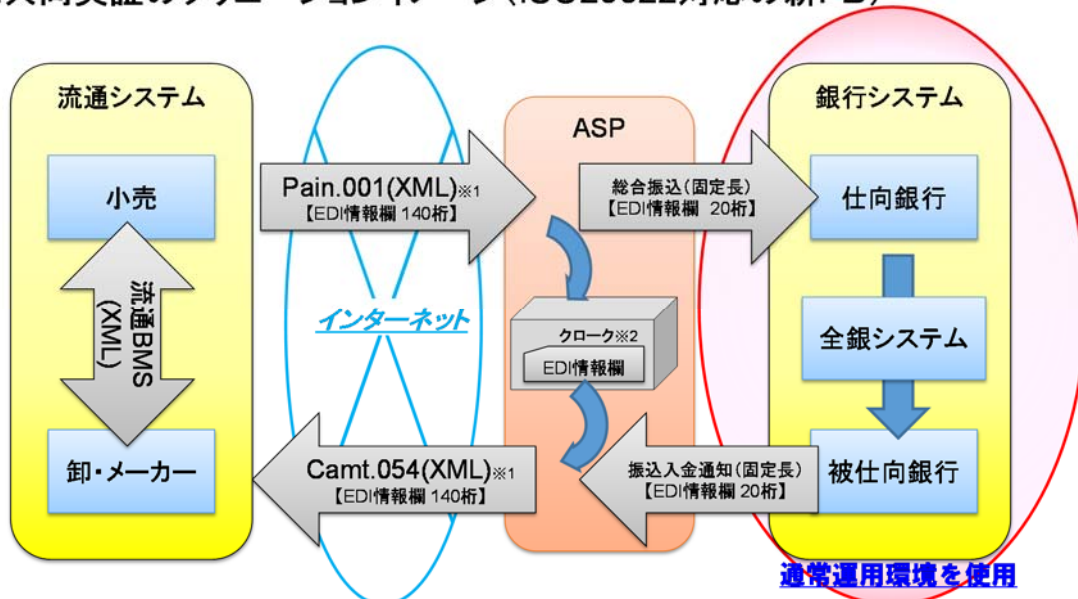 流通システム
小売
流通BMS
(XML)
卸・メーカー
Pain.001(XML)※1
【EDI情報欄 140桁】
インターネット
Camt.054(XML)※1
【EDI情報欄 140桁】
ASP
クローク※2
EDI情報欄
総合振込(固定長)
【EDI情報欄 20桁】
振込入金通知(固定長)
【EDI情報欄 20桁】
銀行システム
仕向銀行
全銀システム
被仕向銀行
通常運用環境を使用